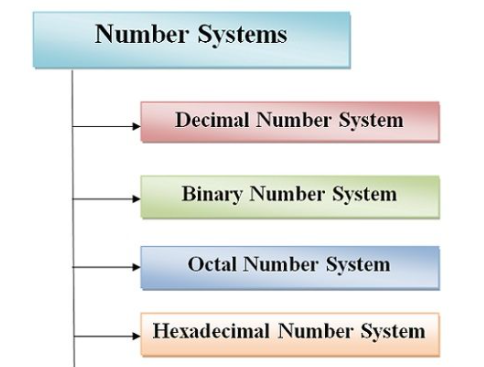 Number Systems
Decimal Number System
Binary Number System
Octal Number System
Hexadecimal Number System